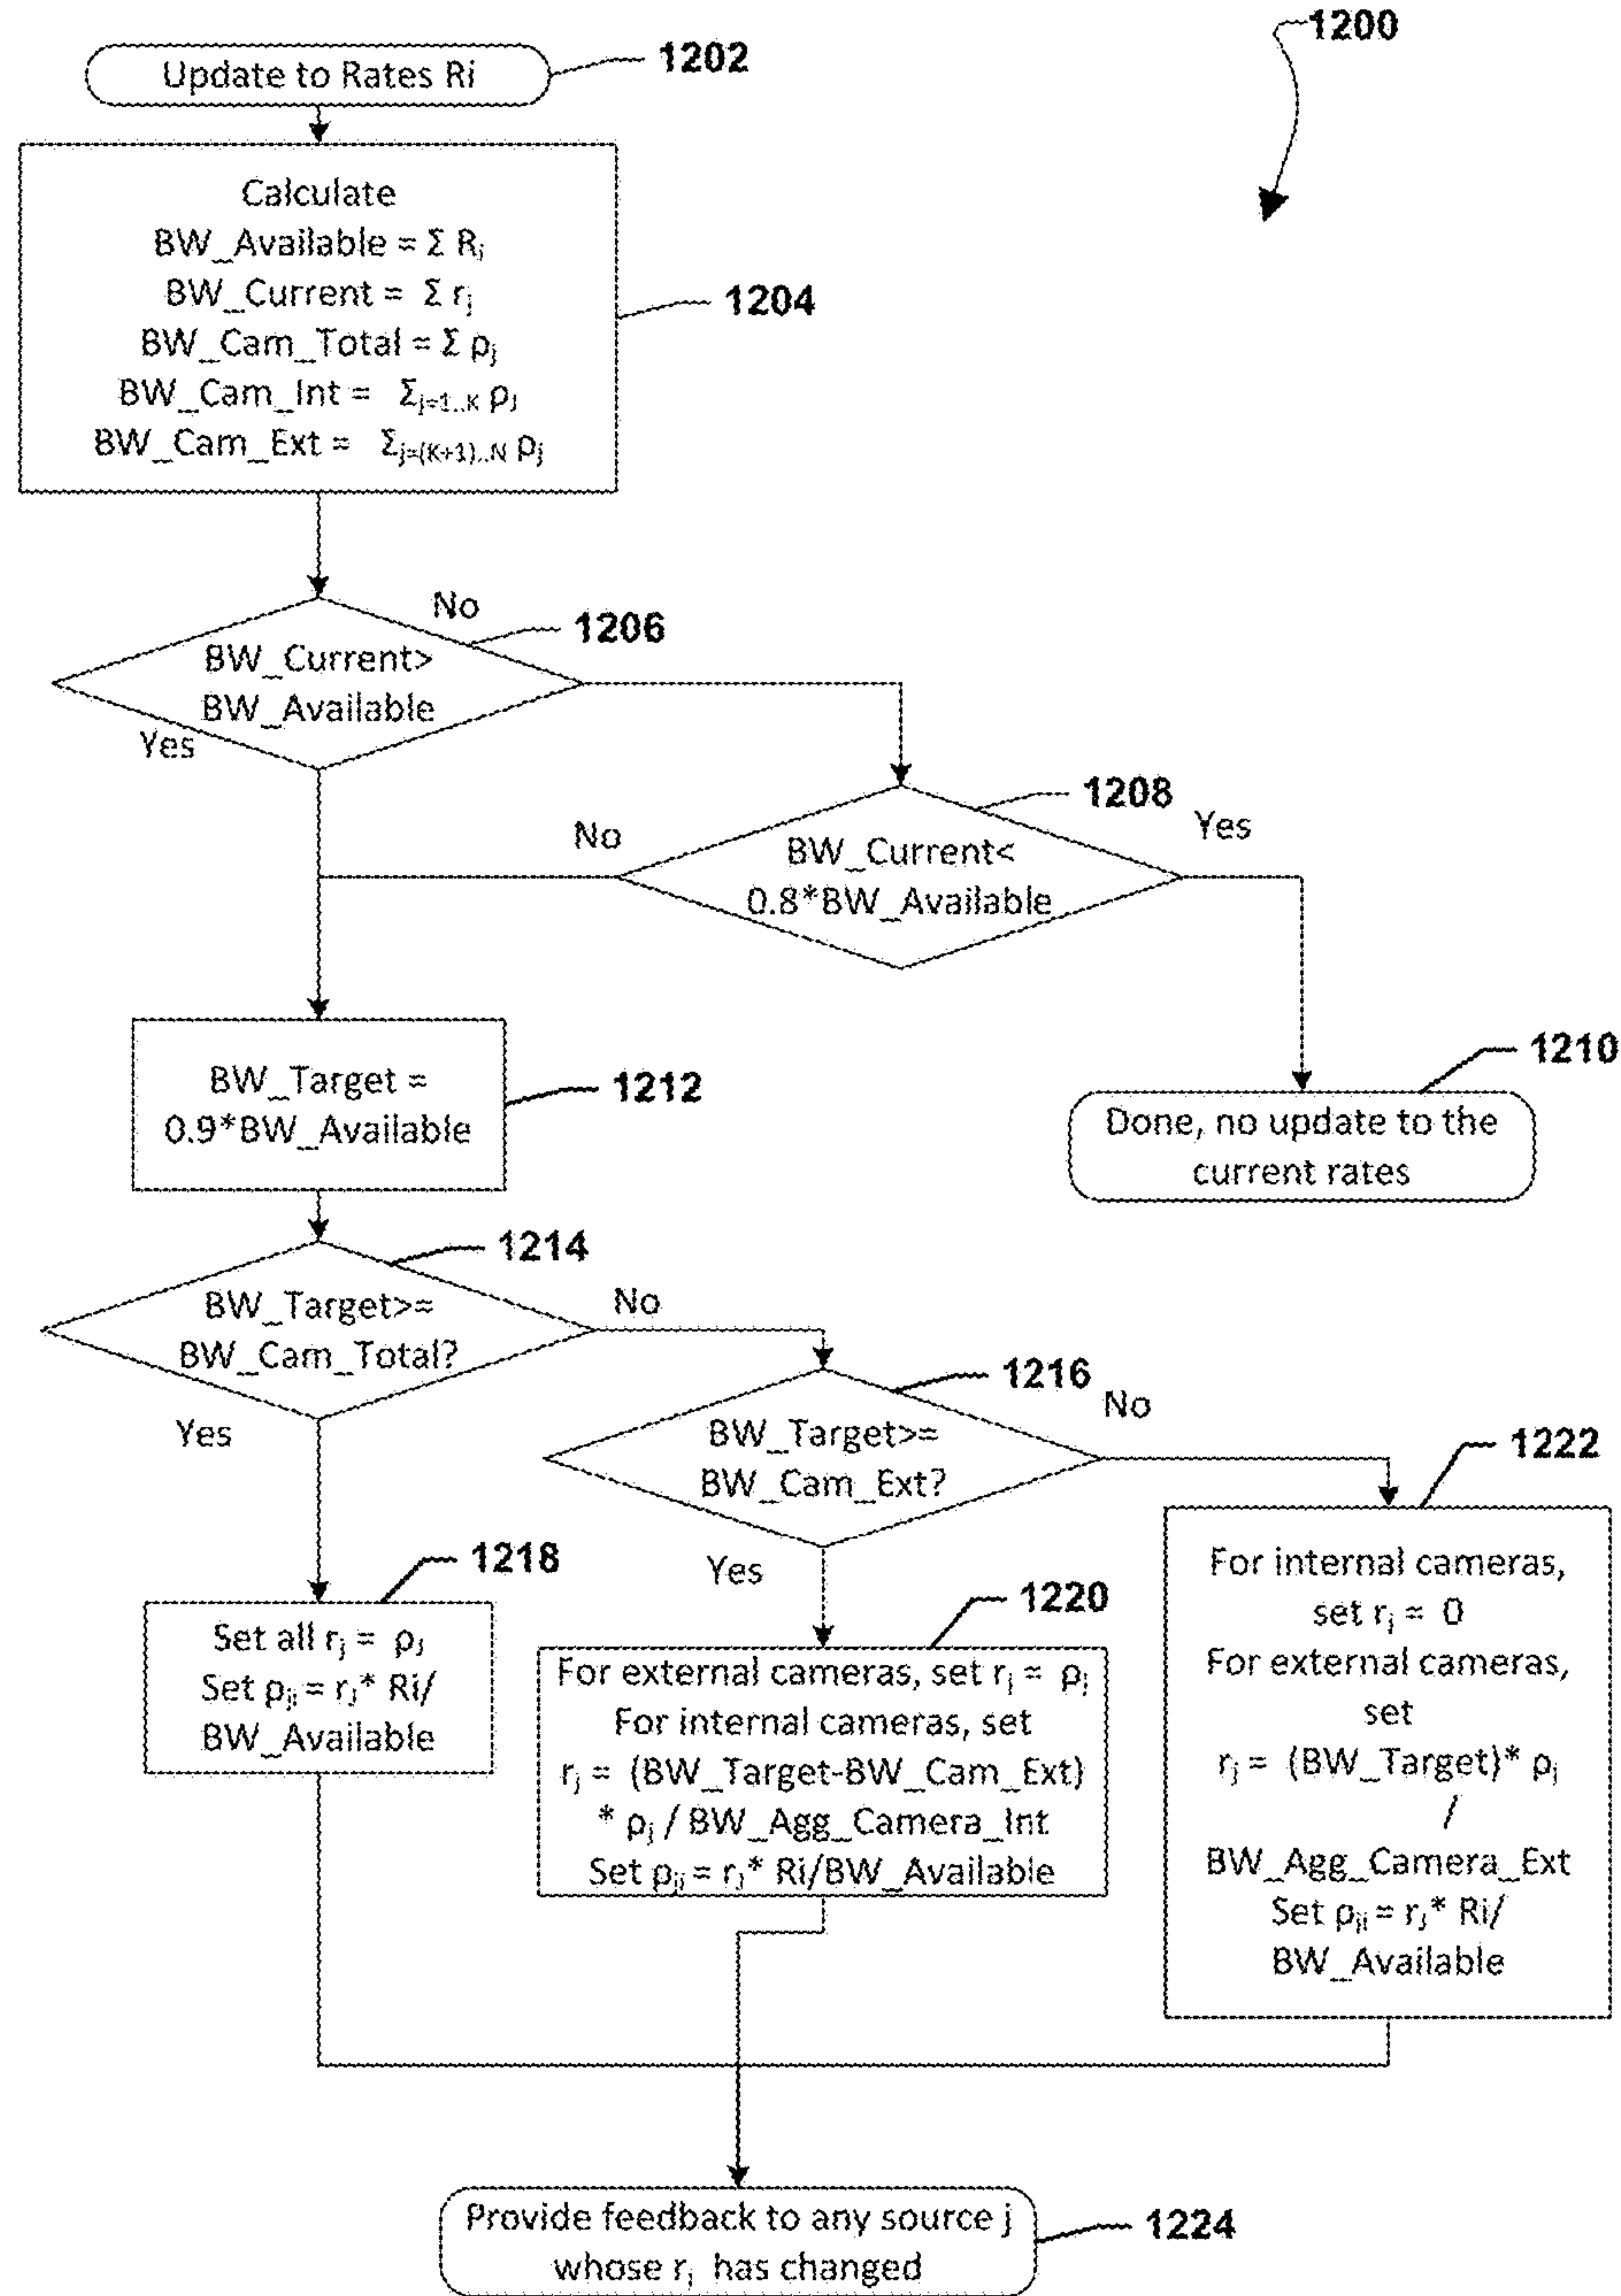 1200
Update to Rates Ri
1202
Calculate
BW_Available = Σ Rᵢ
BW_Current = Σ rⱼ
BW_Cam_Total = Σ ρⱼ
BW_Cam_Int = Σj=1..K ρⱼ
BW_Cam_Ext = Σj=(K+1)..N ρⱼ
1204
No
1206
BW_Current>
BW_Available
Yes
1208
No
Yes
BW_Current<
0.8*BW_Available
BW_Target =
0.9*BW_Available
1212
1210
Done, no update to the
current rates
1214
BW_Target>=
BW_Cam_Total?
No
Yes
1216
No
BW_Target>=
BW_Cam_Ext?
Yes
1222
1218
Set all rⱼ = ρⱼ
Set ρⱼᵢ = rⱼ* Ri/
BW_Available
1220
For external cameras, set rⱼ = ρⱼ
For internal cameras, set
rⱼ = (BW_Target-BW_Cam_Ext)
* ρⱼ / BW_Agg_Camera_Int
Set ρⱼᵢ = rⱼ* Ri/BW_Available
For internal cameras,
set rⱼ = 0
For external cameras,
set
rⱼ = (BW_Target)* ρⱼ
/
BW_Agg_Camera_Ext
Set ρⱼᵢ = rⱼ* Ri/
BW_Available
Provide feedback to any source j
whose rⱼ has changed
1224